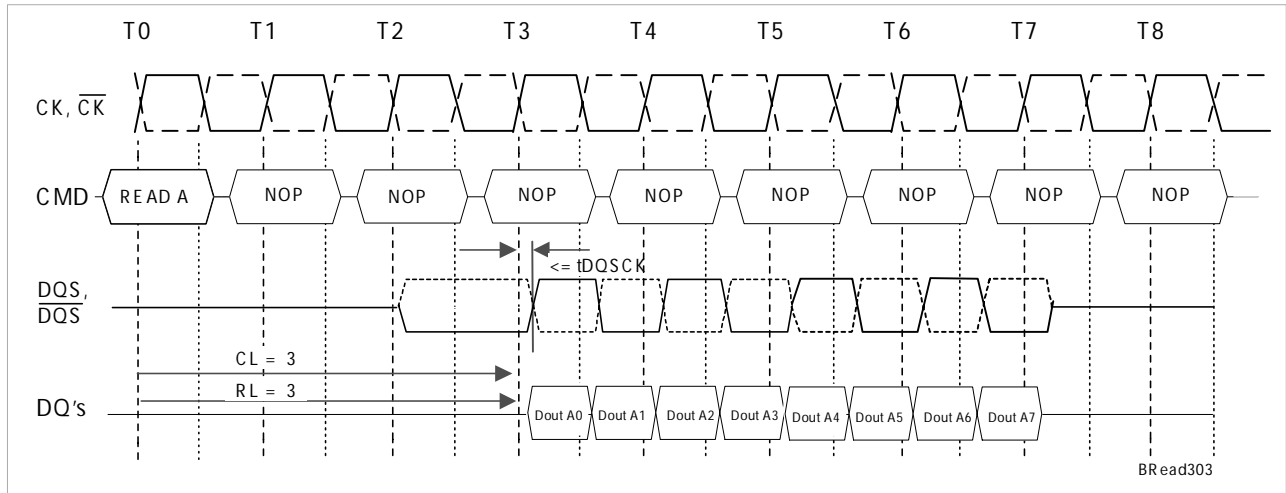 T0 T1 T2 T3 T4 T5 T6 T7 T8
CK, CK
CMD READ A NOP NOP NOP NOP NOP NOP NOP NOP
<= tDQSCK
DQS,
DQS
CL = 3
RL = 3
DQ's Dout A0 Dout A1 Dout A2 Dout A3 Dout A4 Dout A5 Dout A6 Dout A7
BRead303